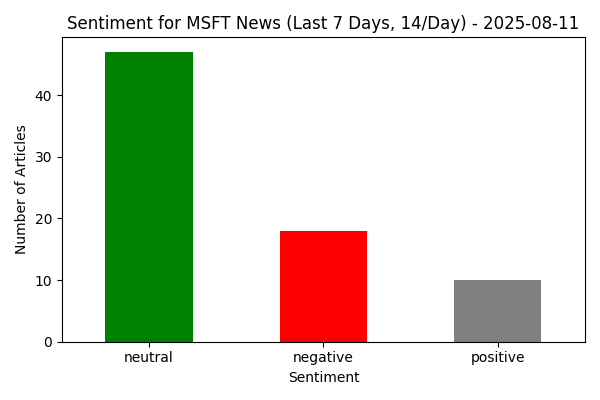 Sentiment for MSFT News (Last 7 Days, 14/Day) - 2025-08-11
Number of Articles
40
30
20
10
0
neutral negative positive
Sentiment